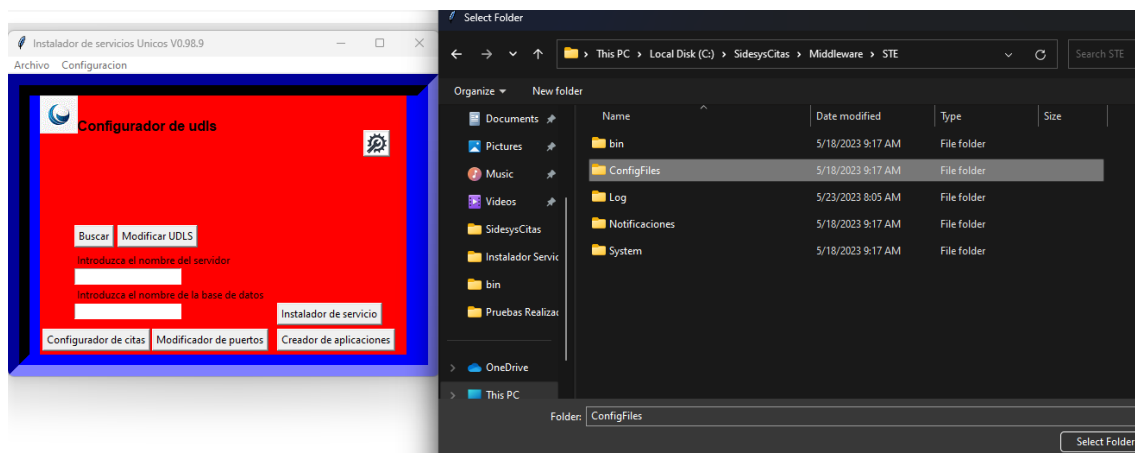 Instalador de servicios Unicos V0.98.9
Archivo Configuracion
Configurador de udls
Buscar Modificar UDLS
Introduzca el nombre del servidor
Introduzca el nombre de la base de datos
Instalador de servicio
Configurador de citas Modificador de puertos Creador de aplicaciones
Select Folder
This PC > Local Disk (C:) > SidesysCitas > Middleware > STE
Search STE
Organize New folder
Documents
Pictures
Music
Videos
SidesysCitas
Instalador Servic
bin
Pruebas Realizac
OneDrive
This PC
Name Date modified Type Size
bin 5/18/2023 9:17 AM File folder
ConfigFiles 5/18/2023 9:17 AM File folder
Log 5/23/2023 8:05 AM File folder
Notificaciones 5/18/2023 9:17 AM File folder
System 5/18/2023 9:17 AM File folder
Folder: ConfigFiles
Select Folder